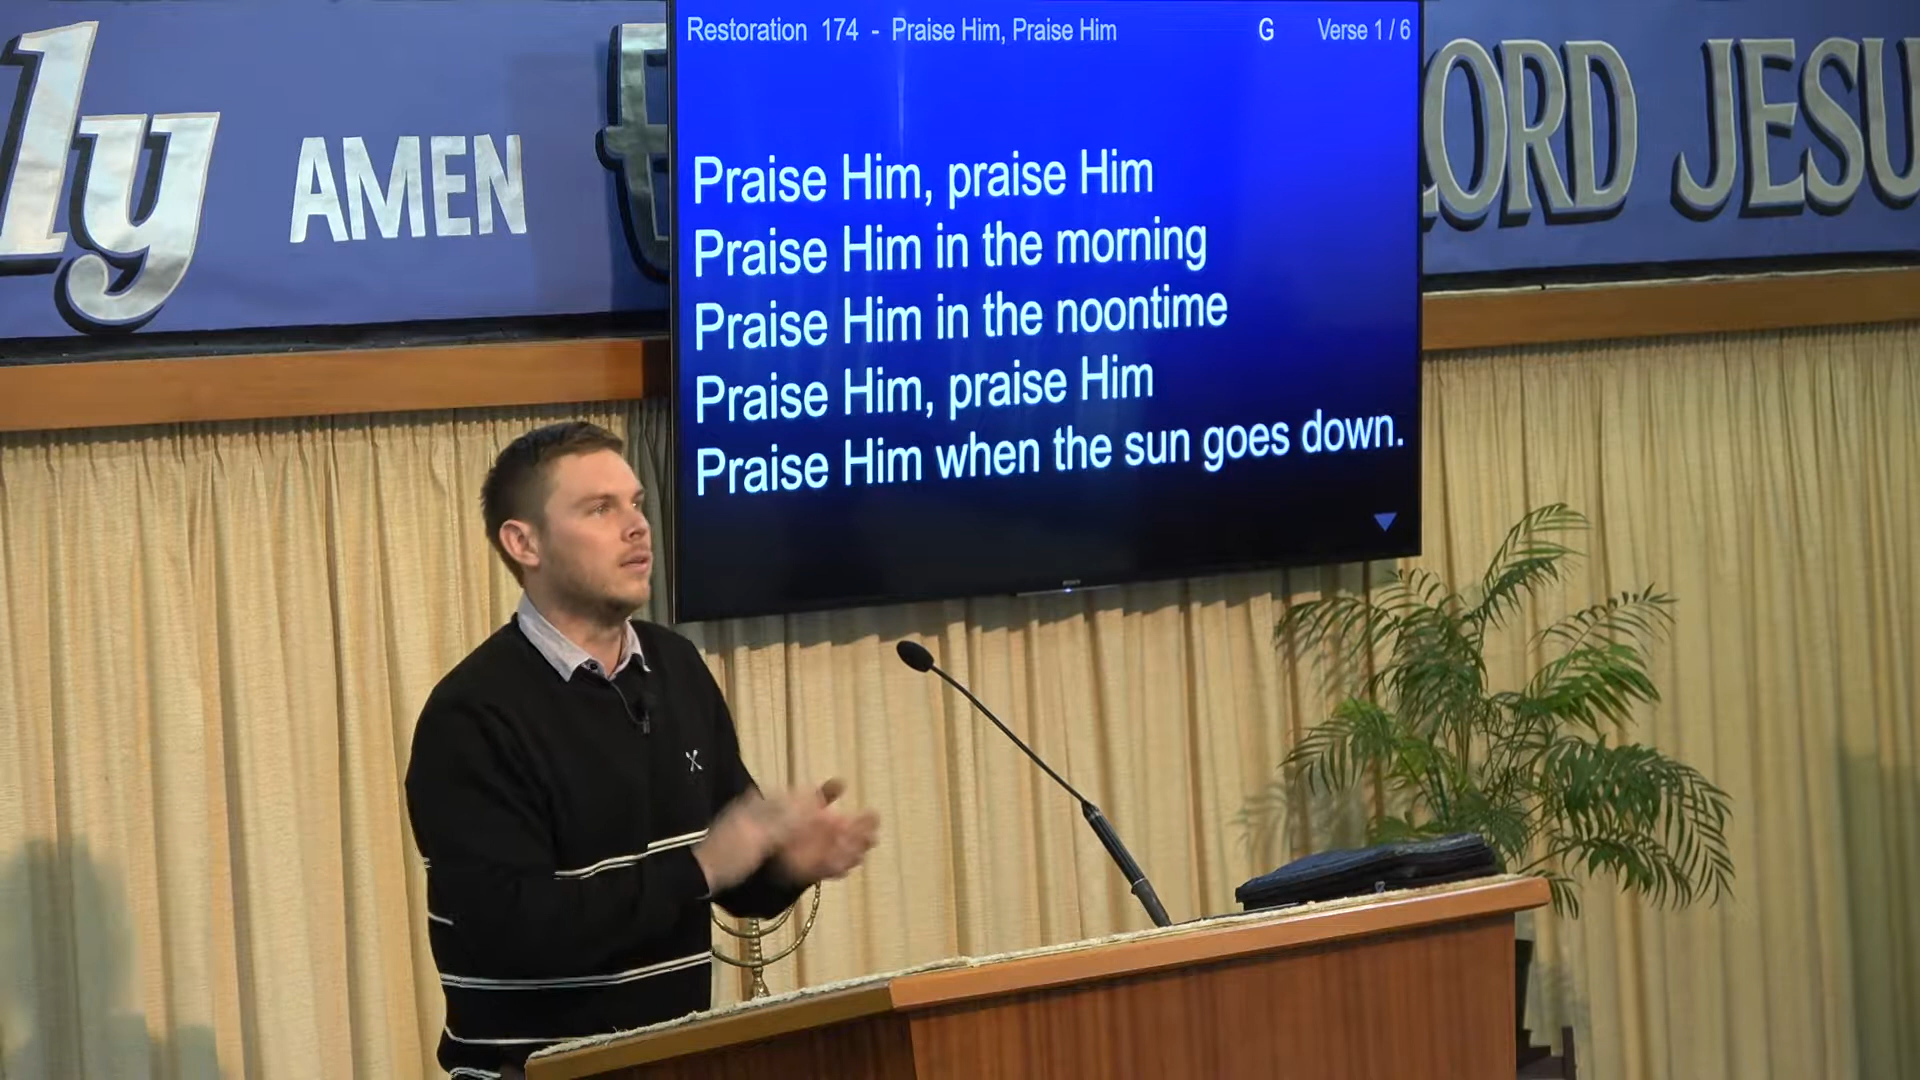 ly AMEN
LORD JESU
Restoration 174 - Praise Him, Praise Him G Verse 1 / 6
Praise Him, praise Him
Praise Him in the morning
Praise Him in the noontime
Praise Him, praise Him
Praise Him when the sun goes down.